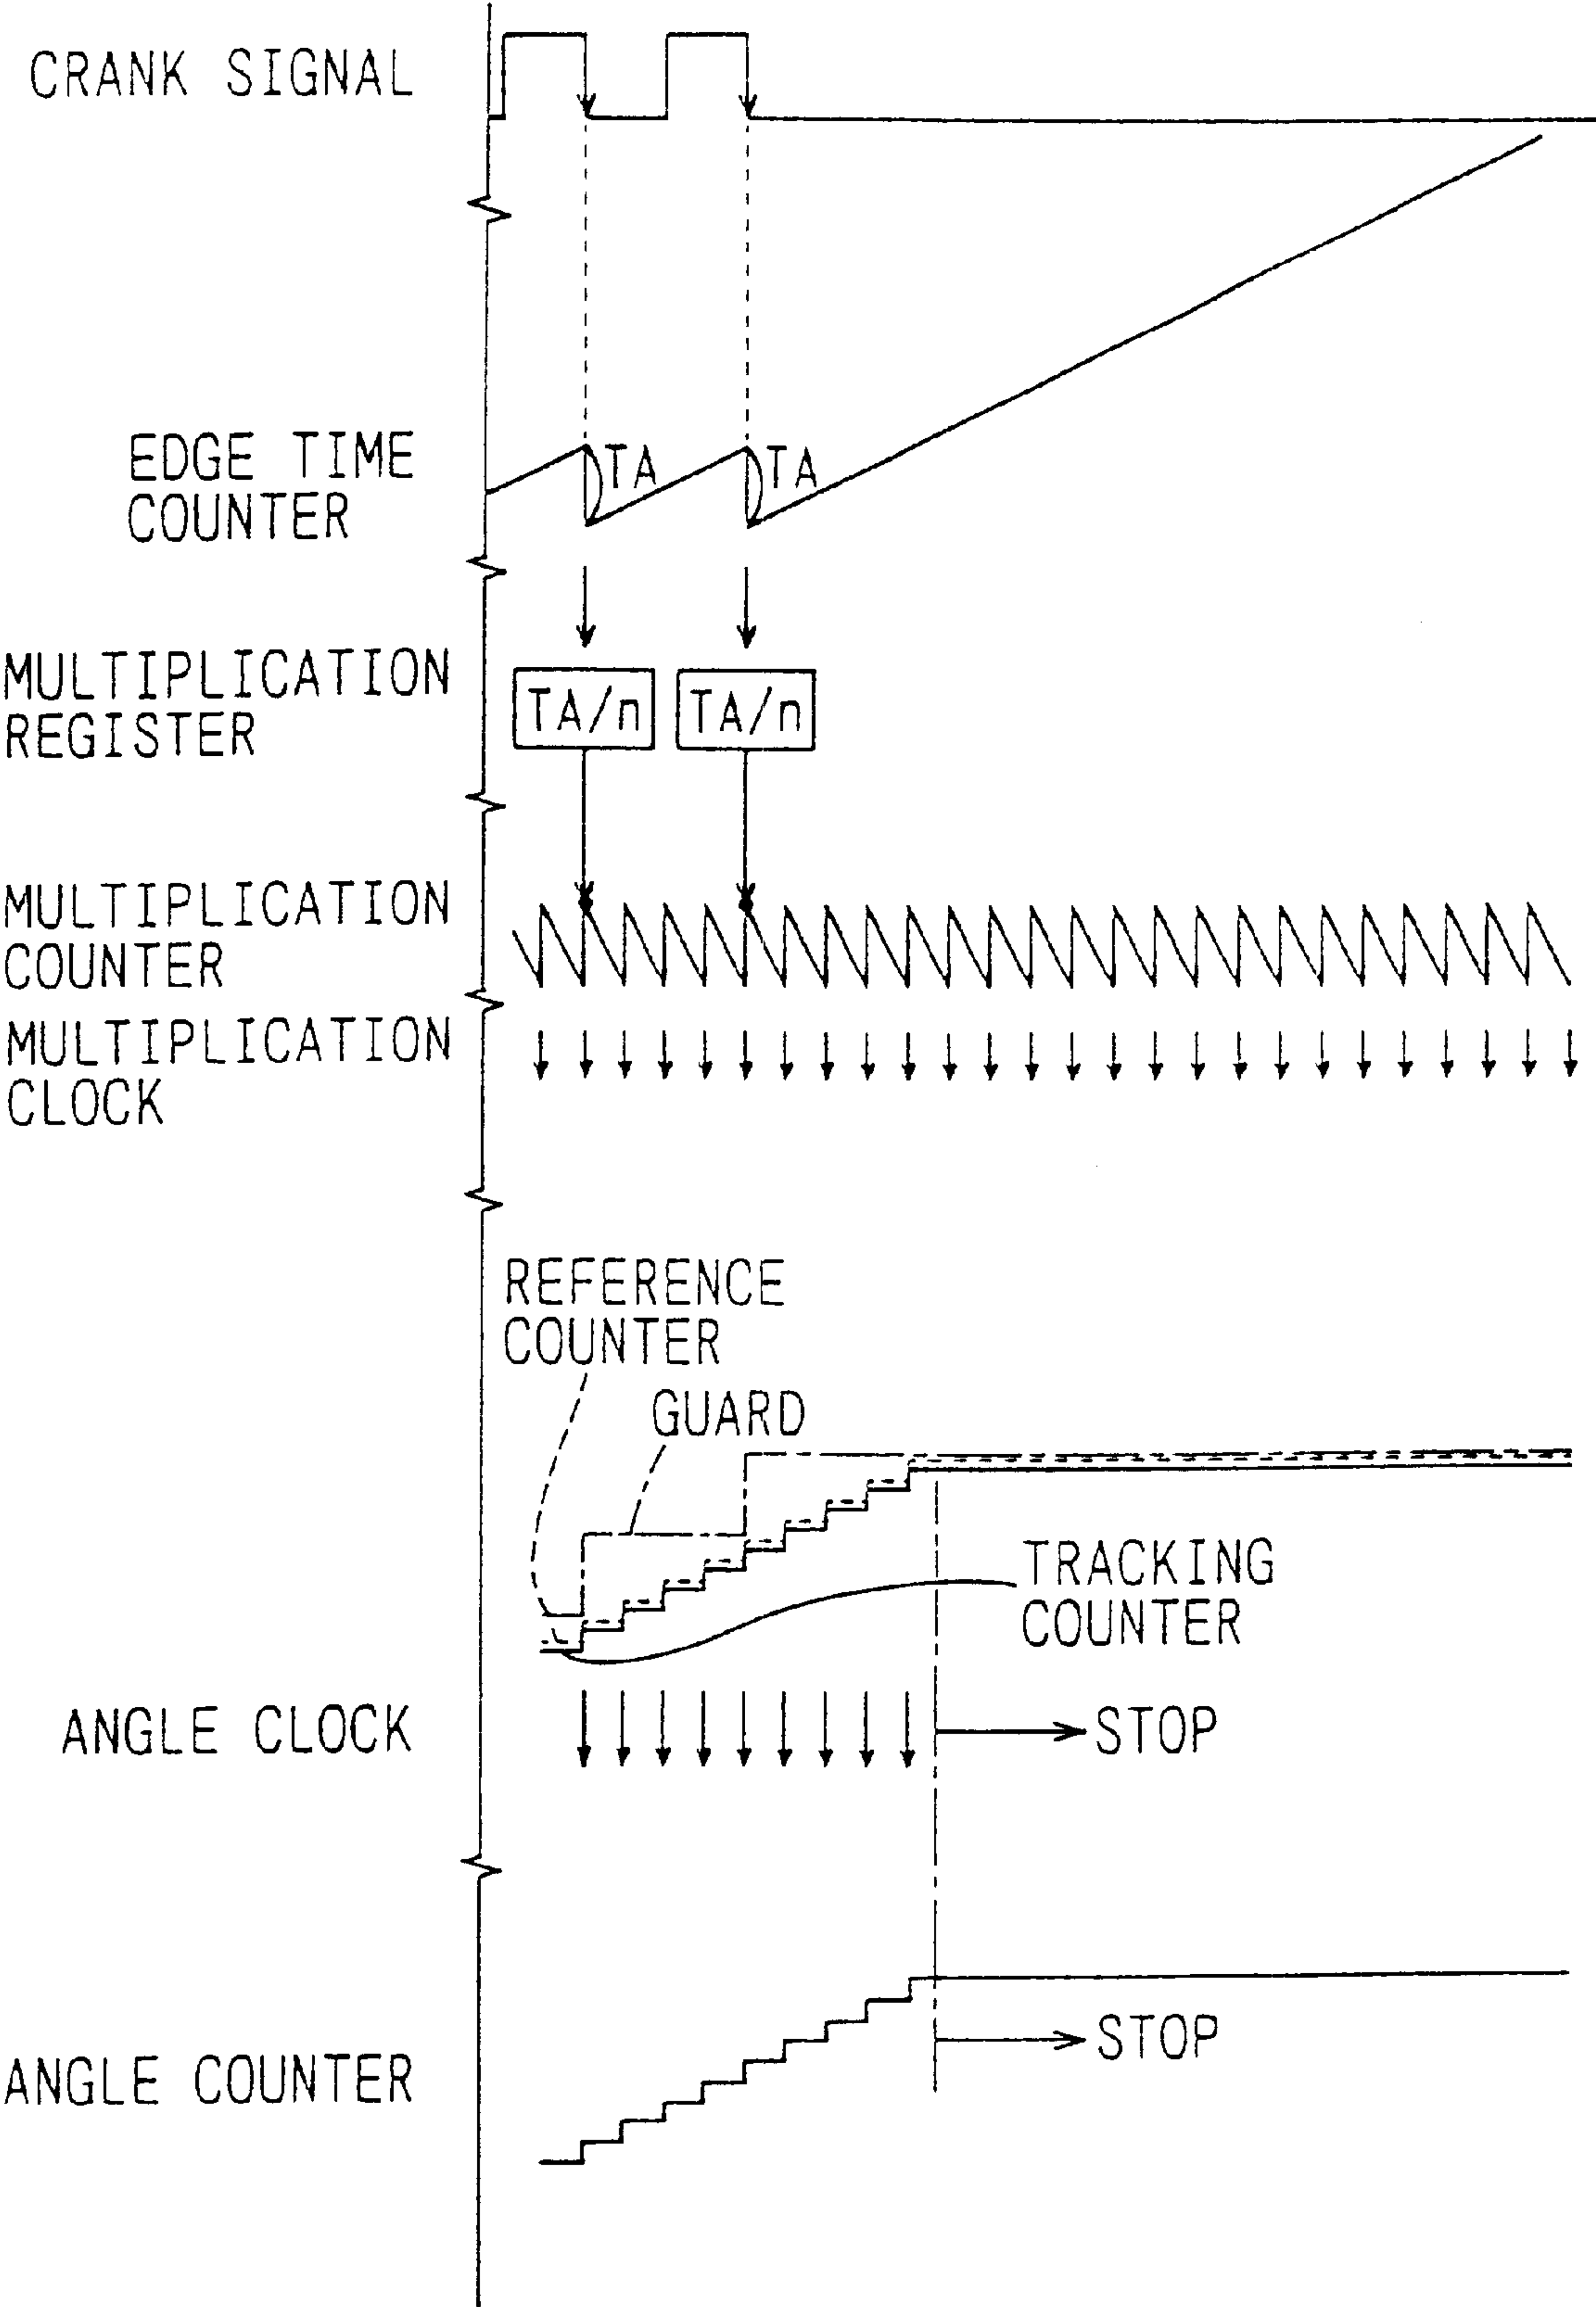 CRANK SIGNAL
EDGE TIME
COUNTER
TA
TA
MULTIPLICATION
REGISTER
TA/n
TA/n
MULTIPLICATION
COUNTER
MULTIPLICATION
CLOCK
REFERENCE
COUNTER
GUARD
TRACKING
COUNTER
ANGLE CLOCK
STOP
ANGLE COUNTER
STOP